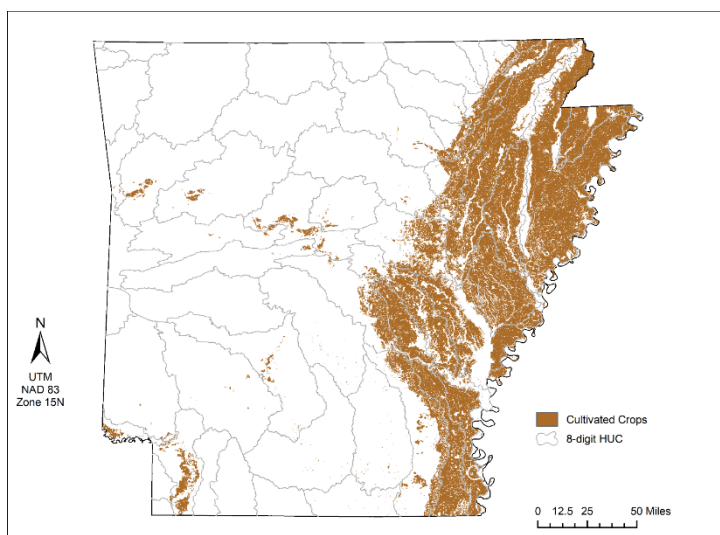 N
UTM
NAD 83
Zone 15N
Cultivated Crops
8-digit HUC
0 12.5 25 50 Miles